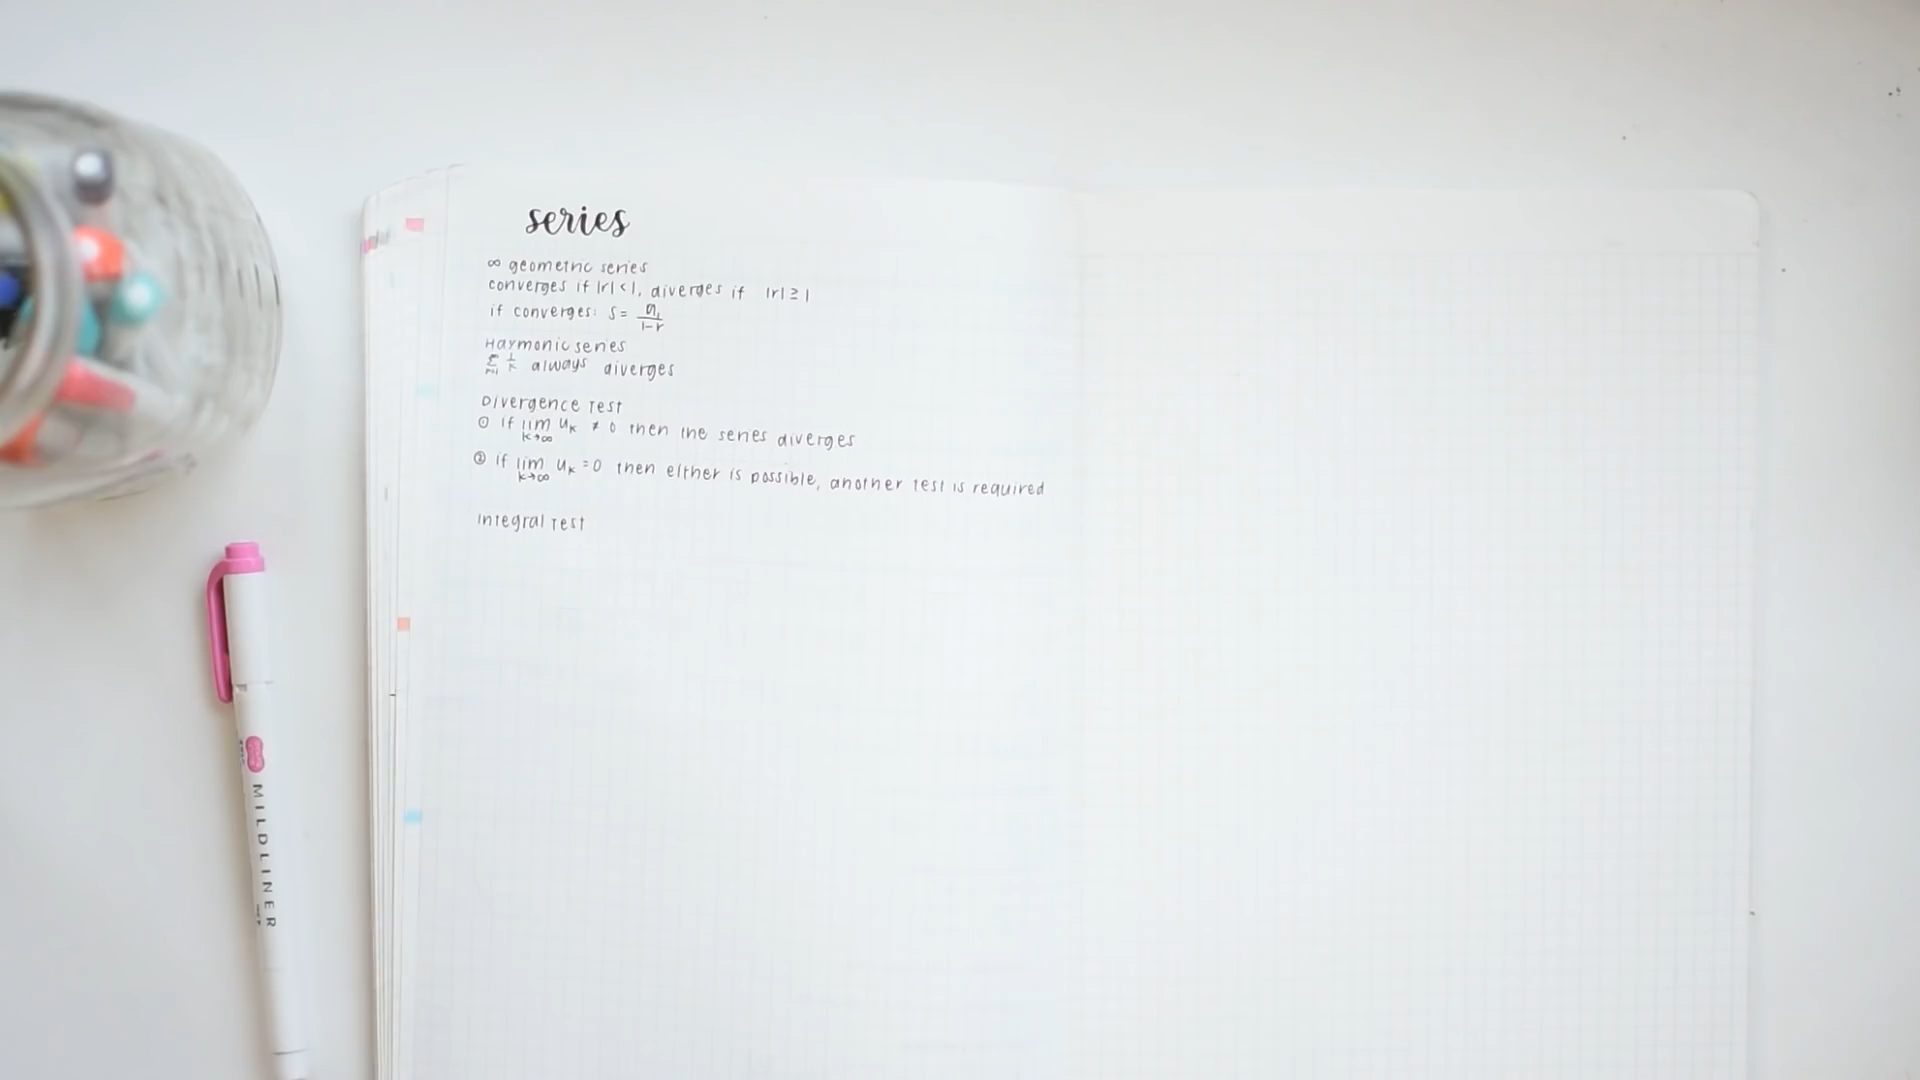 series
∞ geometric series
converges if |r| < 1, diverges if |r| ≥ 1
if converges: S = a₁/(1-r)
Harmonic series
∞ Σ 1/k always diverges
Divergence Test
① if lim k→∞ uₖ ≠ 0 then the series diverges
② if lim k→∞ uₖ = 0 then either is possible, another test is required
Integral Test
MILDLINER